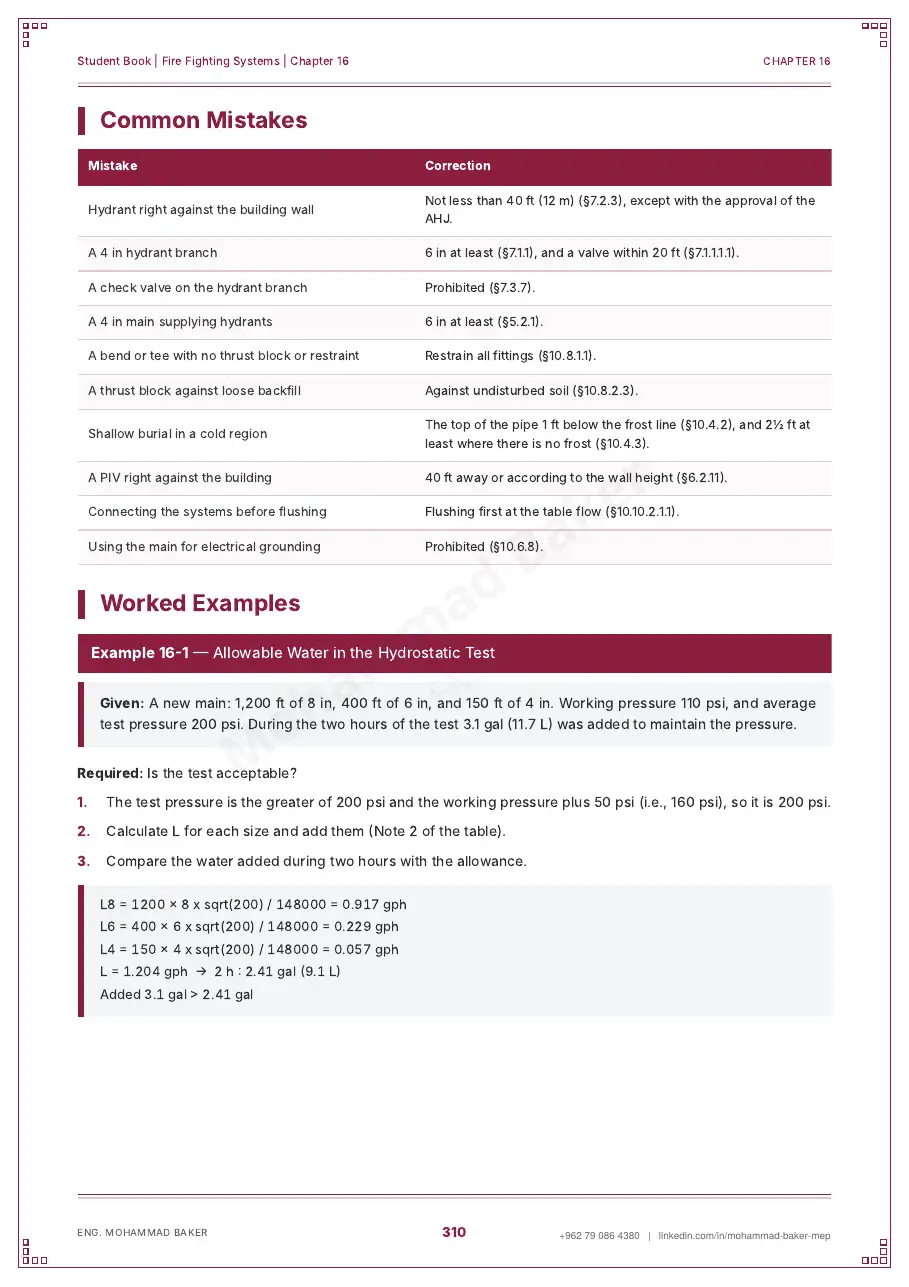 Student Book | Fire Fighting Systems | Chapter 16
CHAPTER 16
Common Mistakes
Mistake
Correction
Hydrant right against the building wall
Not less than 40 ft (12 m) (§7.2.3), except with the approval of the
AHJ.
A 4 in hydrant branch
6 in at least (§7.1.1), and a valve within 20 ft (§7.1.1.1.1).
A check valve on the hydrant branch
Prohibited (§7.3.7).
A 4 in main supplying hydrants
6 in at least (§5.2.1).
A bend or tee with no thrust block or restraint
Restrain all fittings (§10.8.1.1).
A thrust block against loose backfill
Against undisturbed soil (§10.8.2.3).
Shallow burial in a cold region
The top of the pipe 1 ft below the frost line (§10.4.2), and 2½ ft at
least where there is no frost (§10.4.3).
A PIV right against the building
40 ft away or according to the wall height (§6.2.11).
Connecting the systems before flushing
Flushing first at the table flow (§10.10.2.1.1).
Using the main for electrical grounding
Prohibited (§10.6.8).
Worked Examples
Example 16-1 — Allowable Water in the Hydrostatic Test
Given: A new main: 1,200 ft of 8 in, 400 ft of 6 in, and 150 ft of 4 in. Working pressure 110 psi, and average
test pressure 200 psi. During the two hours of the test 3.1 gal (11.7 L) was added to maintain the pressure.
Required: Is the test acceptable?
1. The test pressure is the greater of 200 psi and the working pressure plus 50 psi (i.e., 160 psi), so it is 200 psi.
2. Calculate L for each size and add them (Note 2 of the table).
3. Compare the water added during two hours with the allowance.
L8 = 1200 × 8 x sqrt(200) / 148000 = 0.917 gph
L6 = 400 × 6 x sqrt(200) / 148000 = 0.229 gph
L4 = 150 × 4 x sqrt(200) / 148000 = 0.057 gph
L = 1.204 gph → 2 h : 2.41 gal (9.1 L)
Added 3.1 gal > 2.41 gal
Mohammad Baker
ENG. MOHAMMAD BAKER
310
+962 79 086 4380 | linkedin.com/in/mohammad-baker-mep